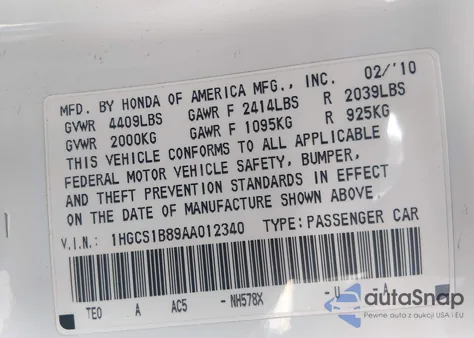 MFD. BY HONDA OF AMERICA MFG., INC. 02/'10
GVWR 4409LBS GAWR F 2414LBS R 2039LBS
GVWR 2000KG GAWR F 1095KG R 925KG
THIS VEHICLE CONFORMS TO ALL APPLICABLE
FEDERAL MOTOR VEHICLE SAFETY, BUMPER,
AND THEFT PREVENTION STANDARDS IN EFFECT
ON THE DATE OF MANUFACTURE SHOWN ABOVE.
V.I.N.: 1HGCS1B89AA012340 TYPE: PASSENGER CAR
TE0 A AC5 -NH578X -U A
autoSnap
Pewne auta z aukcji USA i EU